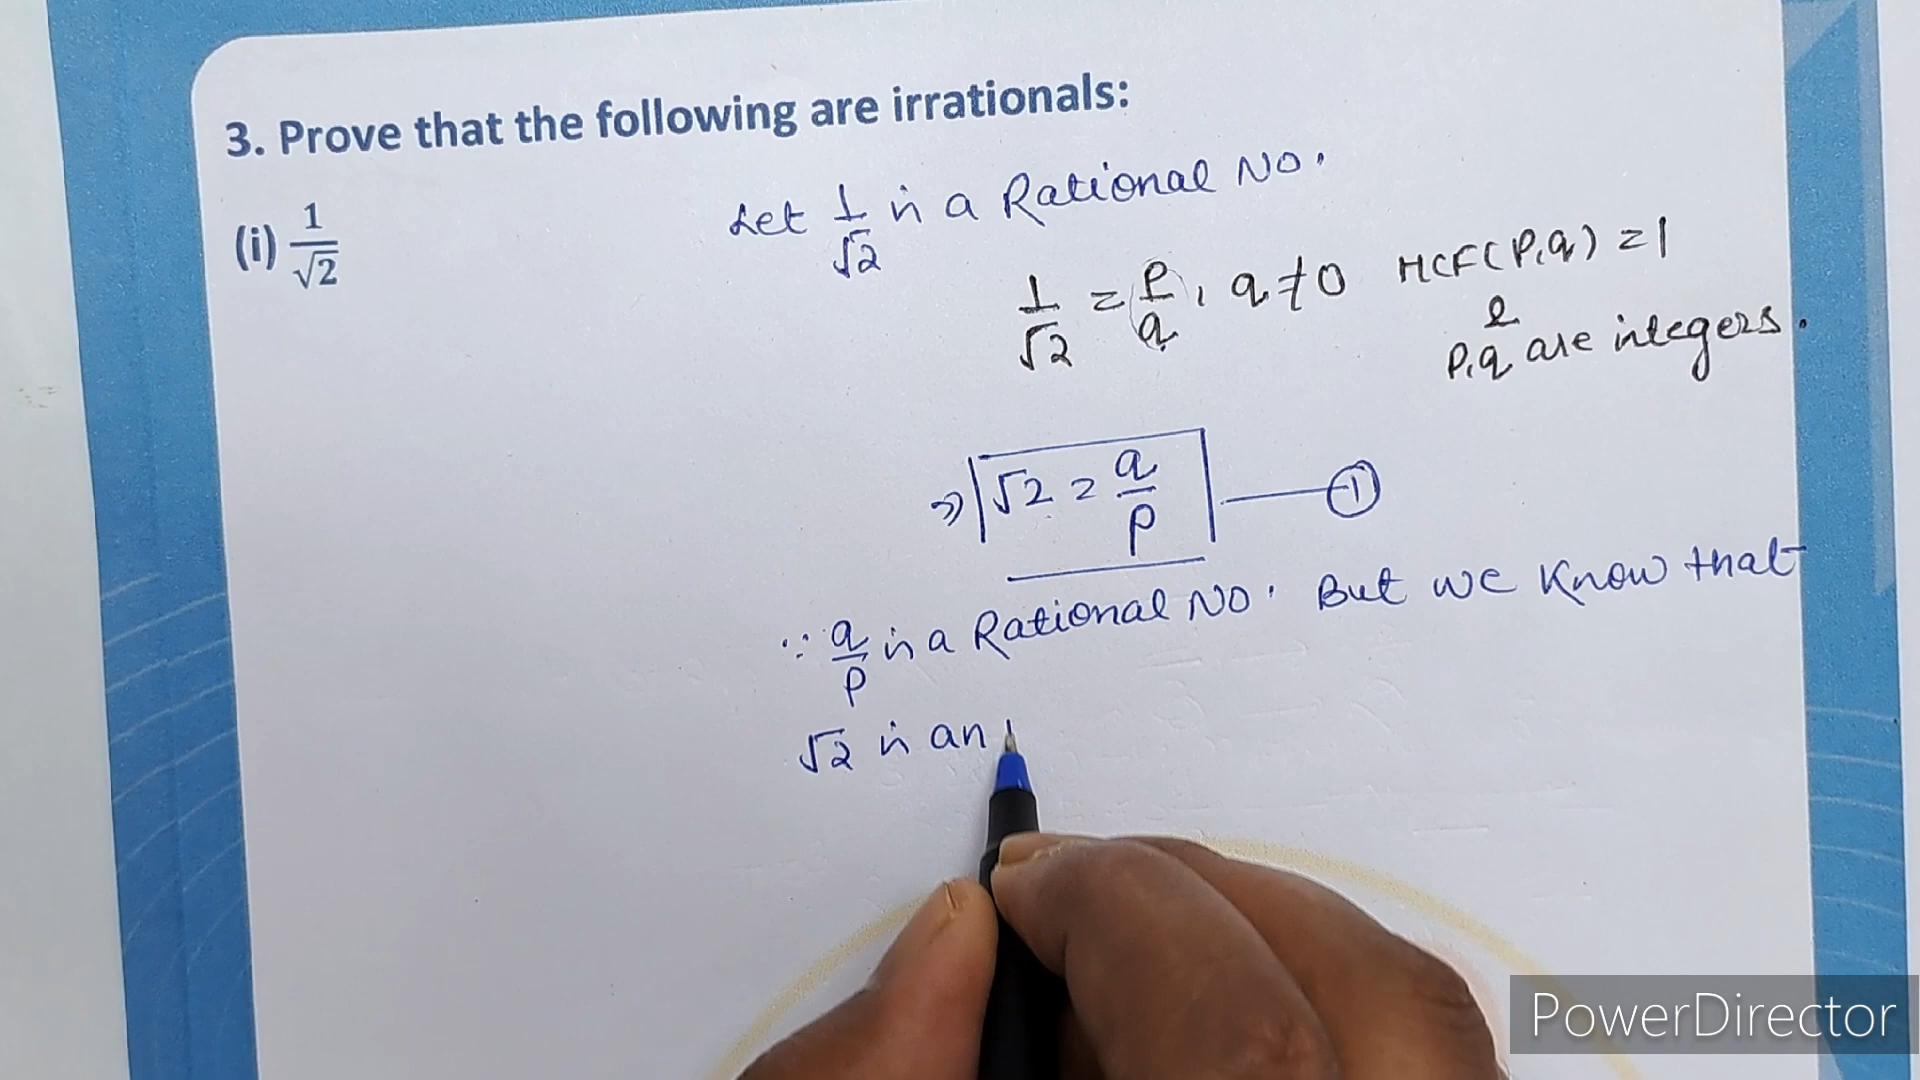 3. Prove that the following are irrationals:
(i) 1/√2
Let 1/√2 is a Rational No.
1/√2 = p/q, q ≠ 0 HCF(p,q) = 1
& p,q are integers.
⇒ √2 = q/p — ①
∵ q/p is a Rational No. But we know that
√2 is an
PowerDirector